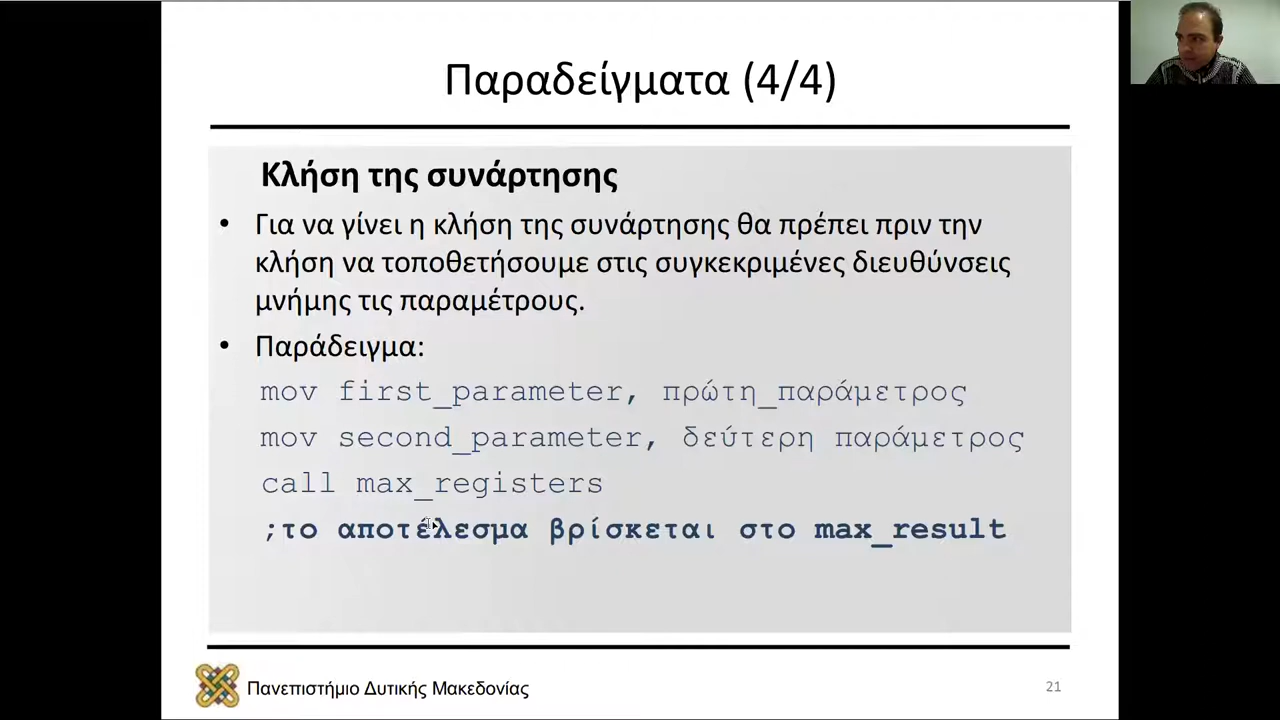 Παραδείγματα (4/4)
Κλήση της συνάρτησης
• Για να γίνει η κλήση της συνάρτησης θα πρέπει πριν την
κλήση να τοποθετήσουμε στις συγκεκριμένες διευθύνσεις
μνήμης τις παραμέτρους.
• Παράδειγμα:
mov first_parameter, πρώτη_παράμετρος
mov second_parameter, δεύτερη παράμετρος
call max_registers
;το αποτέλεσμα βρίσκεται στο max_result
Πανεπιστήμιο Δυτικής Μακεδονίας
21